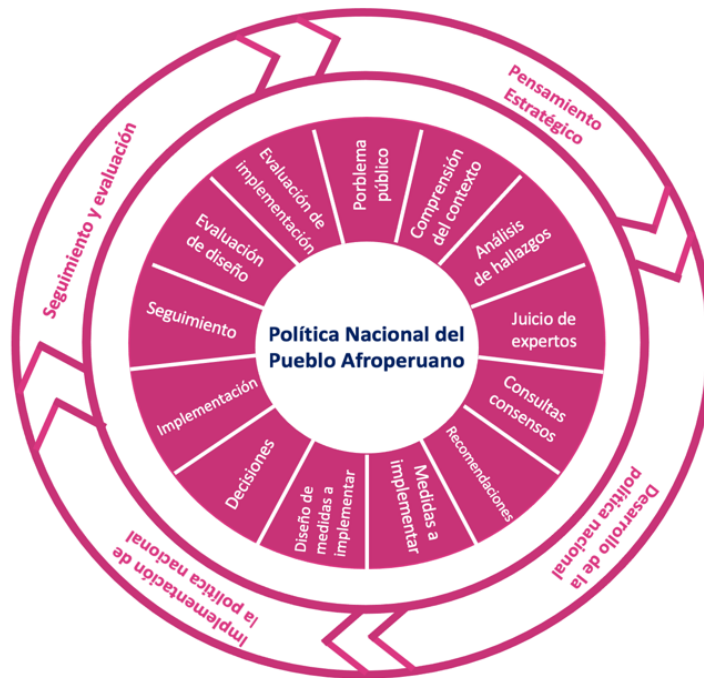 Política Nacional del
Pueblo Afroperuano
Porblema
público
Comprensión
del contexto
Análisis
de hallazgos
Juicio de
expertos
Consultas
consensos
Recomendaciones
Medidas a
implementar
Diseño de
medidas a
implementar
Decisiones
Implementación
Seguimiento
Evaluación
de diseño
Evaluación de
implementación
Pensamiento
Estratégico
Desarrollo de la
política nacional
Implementación de
la política nacional
Seguimiento y evaluación